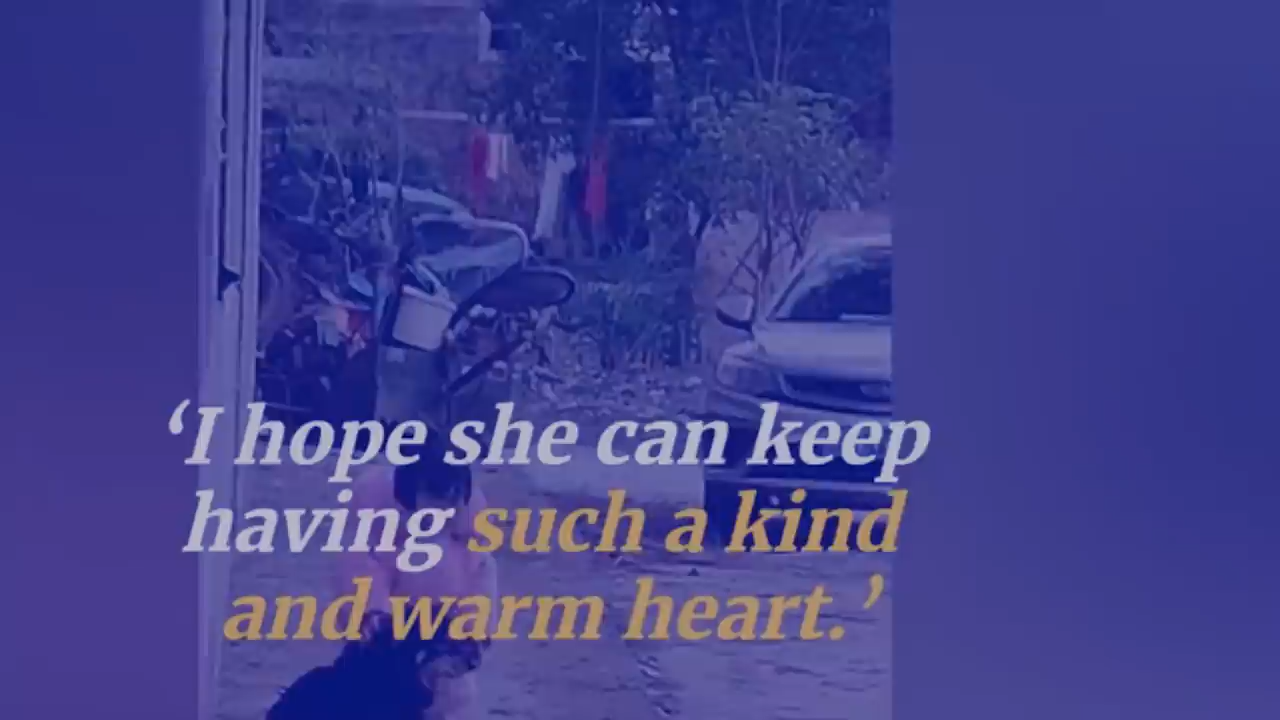 ‘I hope she can keep
having such a kind
and warm heart.’